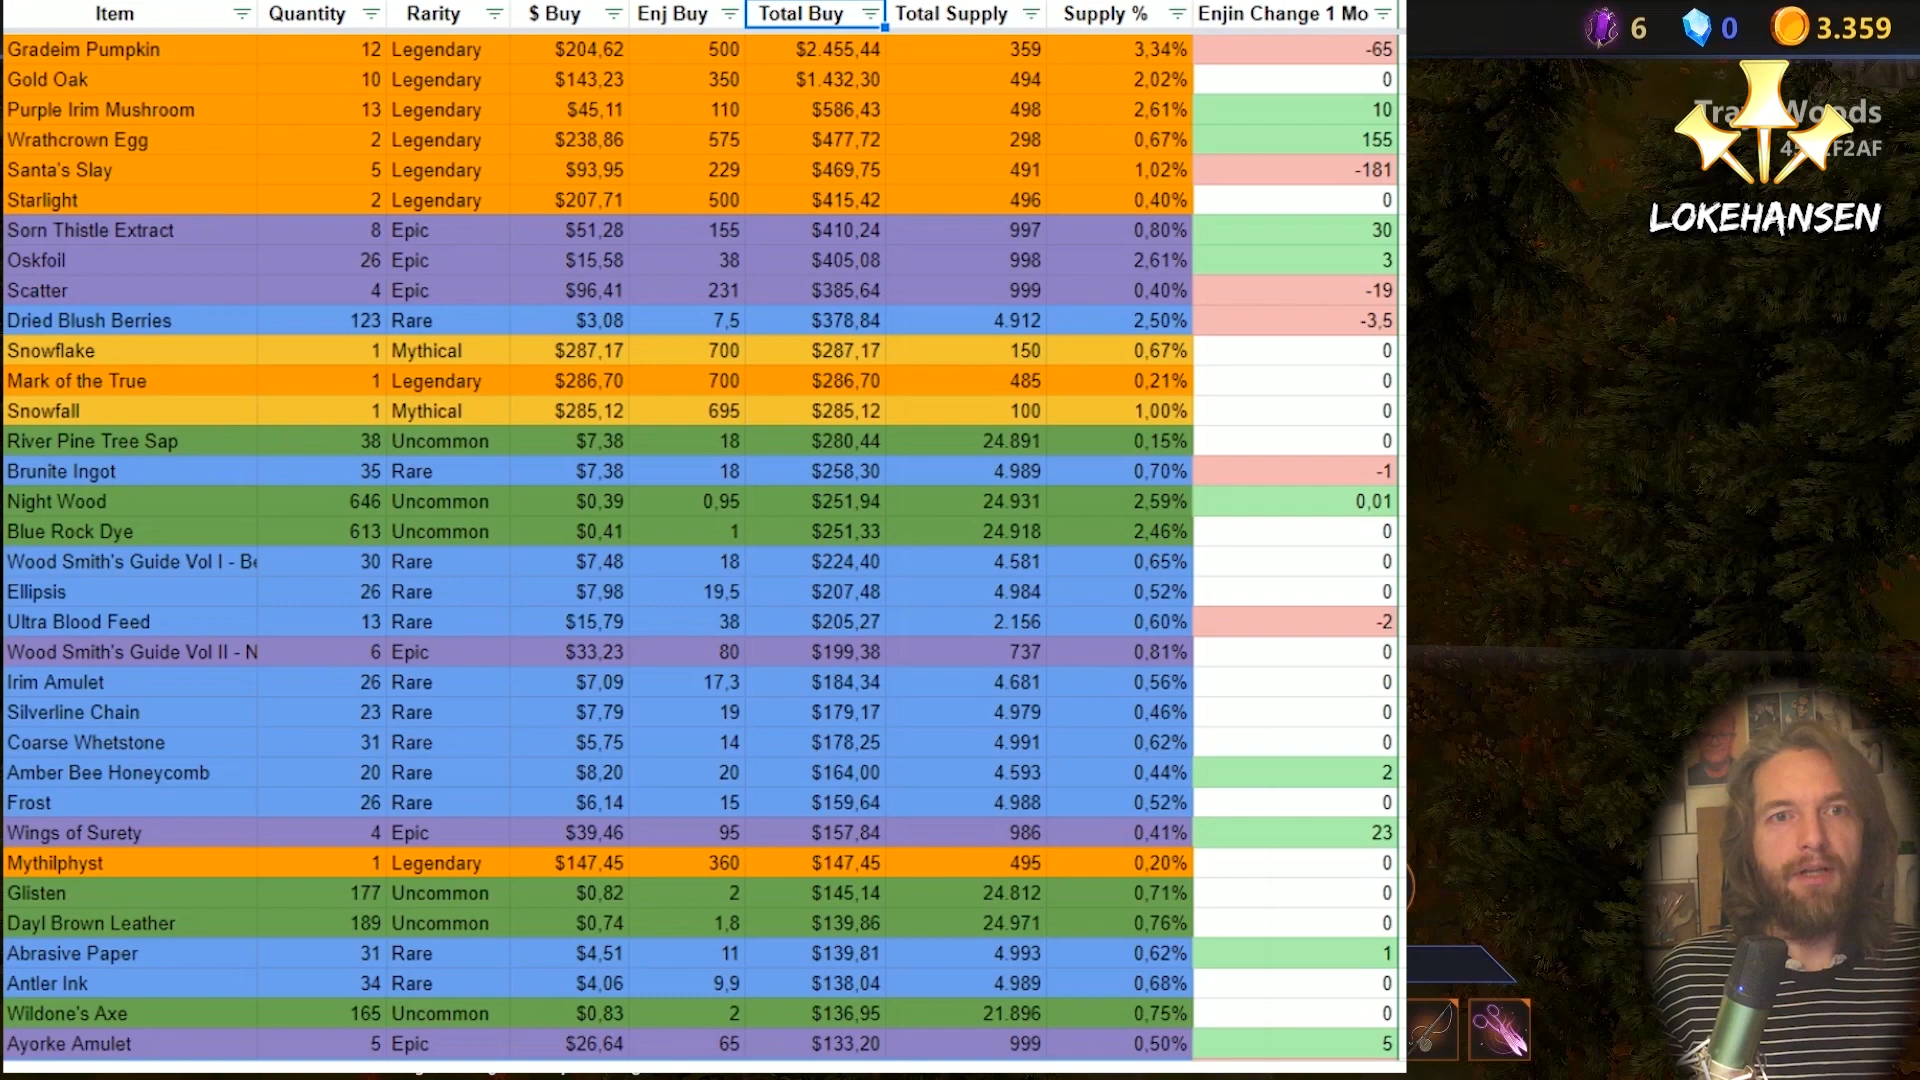 Item Quantity Rarity $ Buy Enj Buy Total Buy Total Supply Supply % Enjin Change 1 Mo
Gradeim Pumpkin 12 Legendary $204,62 500 $2.455,44 359 3,34% -65
Gold Oak 10 Legendary $143,23 350 $1.432,30 494 2,02% 0
Purple Irim Mushroom 13 Legendary $45,11 110 $586,43 498 2,61% 10
Wrathcrown Egg 2 Legendary $238,86 575 $477,72 298 0,67% 155
Santa's Slay 5 Legendary $93,95 229 $469,75 491 1,02% -181
Starlight 2 Legendary $207,71 500 $415,42 496 0,40% 0
Sorn Thistle Extract 8 Epic $51,28 155 $410,24 997 0,80% 30
Oskfoil 26 Epic $15,58 38 $405,08 998 2,61% 3
Scatter 4 Epic $96,41 231 $385,64 999 0,40% -19
Dried Blush Berries 123 Rare $3,08 7,5 $378,84 4.912 2,50% -3,5
Snowflake 1 Mythical $287,17 700 $287,17 150 0,67% 0
Mark of the True 1 Legendary $286,70 700 $286,70 485 0,21% 0
Snowfall 1 Mythical $285,12 695 $285,12 100 1,00% 0
River Pine Tree Sap 38 Uncommon $7,38 18 $280,44 24.891 0,15% 0
Brunite Ingot 35 Rare $7,38 18 $258,30 4.989 0,70% -1
Night Wood 646 Uncommon $0,39 0,95 $251,94 24.931 2,59% 0,01
Blue Rock Dye 613 Uncommon $0,41 1 $251,33 24.918 2,46% 0
Wood Smith's Guide Vol I - Be 30 Rare $7,48 18 $224,40 4.581 0,65% 0
Ellipsis 26 Rare $7,98 19,5 $207,48 4.984 0,52% 0
Ultra Blood Feed 13 Rare $15,79 38 $205,27 2.156 0,60% -2
Wood Smith's Guide Vol II - N 6 Epic $33,23 80 $199,38 737 0,81% 0
Irim Amulet 26 Rare $7,09 17,3 $184,34 4.681 0,56% 0
Silverline Chain 23 Rare $7,79 19 $179,17 4.979 0,46% 0
Coarse Whetstone 31 Rare $5,75 14 $178,25 4.991 0,62% 0
Amber Bee Honeycomb 20 Rare $8,20 20 $164,00 4.593 0,44% 2
Frost 26 Rare $6,14 15 $159,64 4.988 0,52% 0
Wings of Surety 4 Epic $39,46 95 $157,84 986 0,41% 23
Mythilphyst 1 Legendary $147,45 360 $147,45 495 0,20% 0
Glisten 177 Uncommon $0,82 2 $145,14 24.812 0,71% 0
Dayl Brown Leather 189 Uncommon $0,74 1,8 $139,86 24.971 0,76% 0
Abrasive Paper 31 Rare $4,51 11 $139,81 4.993 0,62% 1
Antler Ink 34 Rare $4,06 9,9 $138,04 4.989 0,68% 0
Wildone's Axe 165 Uncommon $0,83 2 $136,95 21.896 0,75% 0
Ayorke Amulet 5 Epic $26,64 65 $133,20 999 0,50% 5
6 0 3.359
Woods
F2AF
LOKEHANSEN